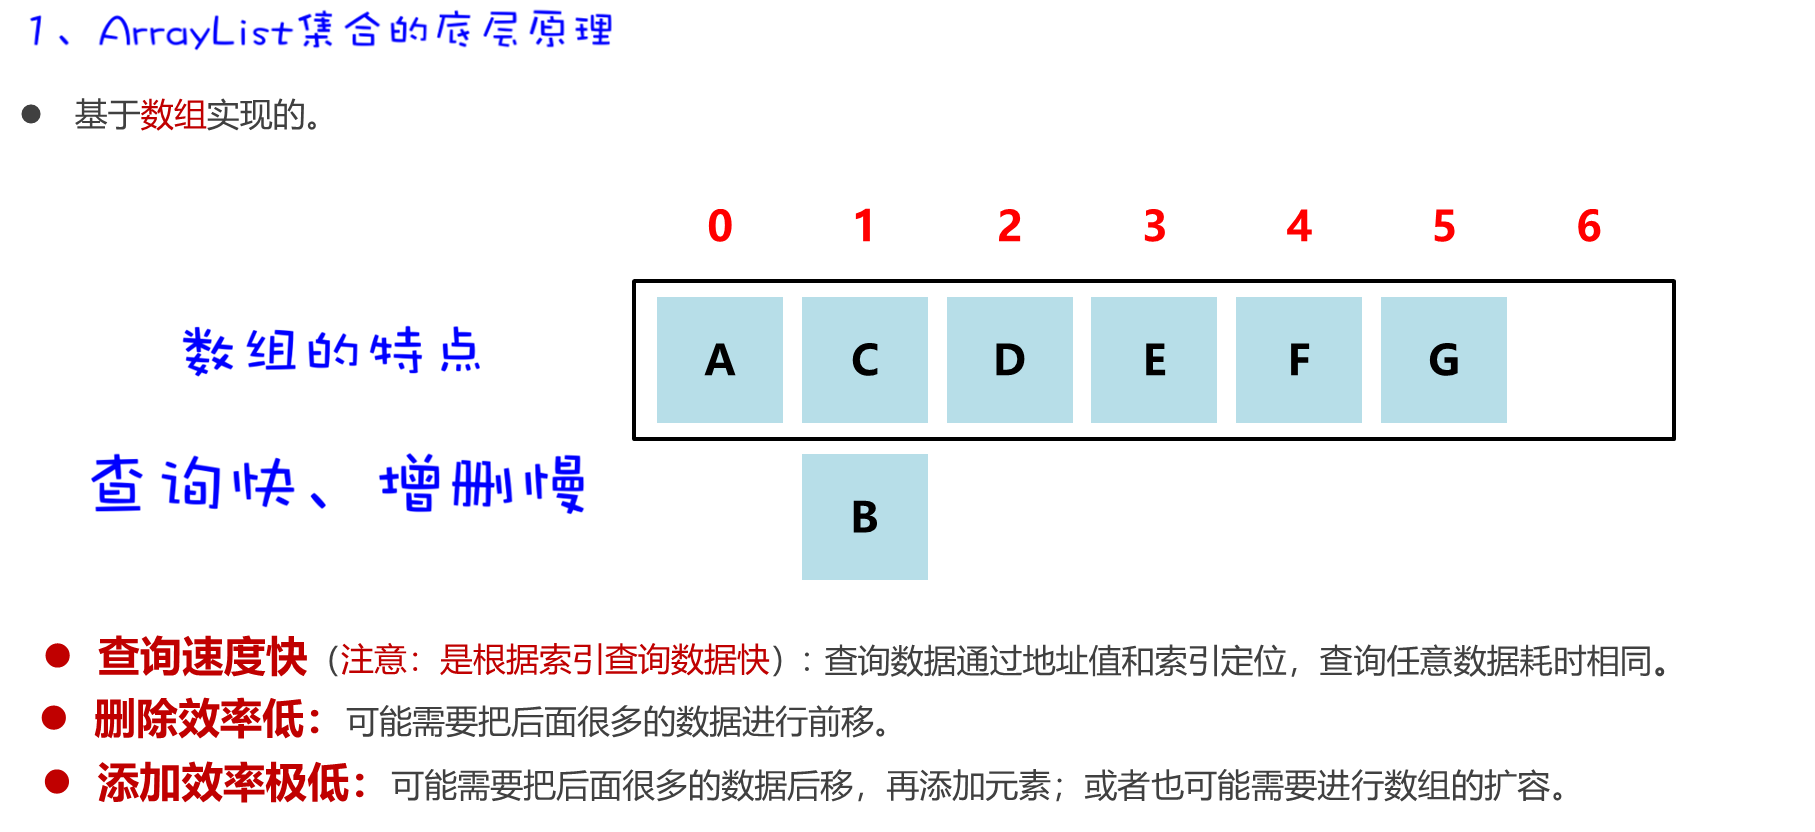 1、ArrayList集合的底层原理
● 基于数组实现的。
0 1 2 3 4 5 6
A C D E F G
数组的特点
查询快、增删慢
B
● 查询速度快（注意：是根据索引查询数据快）：查询数据通过地址值和索引定位，查询任意数据耗时相同。
● 删除效率低：可能需要把后面很多的数据进行前移。
● 添加效率极低：可能需要把后面很多的数据后移，再添加元素；或者也可能需要进行数组的扩容。